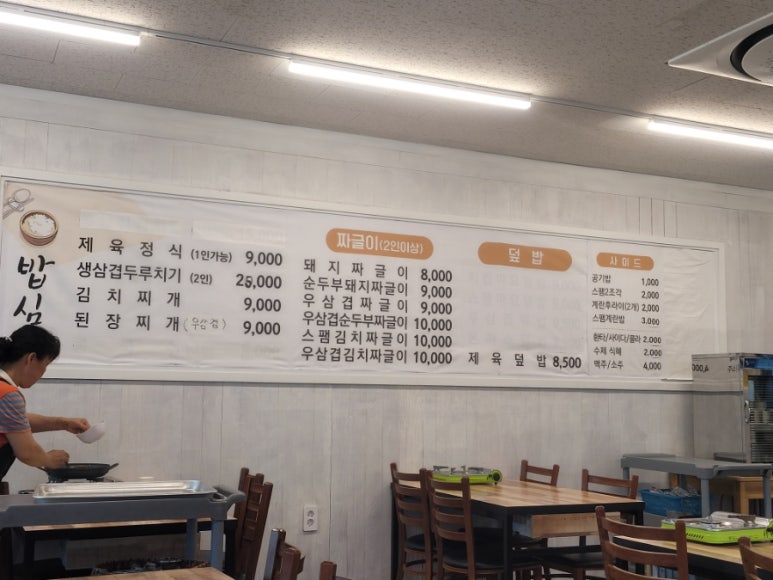 밥심
제육정식 (1인가능) 9,000
생삼겹두루치기 (2인) 26,000
김치찌개 9,000
된장찌개 (우삼겹) 9,000
짜글이 (2인이상)
돼지짜글이 8,000
순두부돼지짜글이 9,000
우삼겹짜글이 9,000
우삼겹순두부짜글이 10,000
스팸김치짜글이 10,000
우삼겹김치짜글이 10,000
덮밥
제육덮밥 8,500
사이드
공기밥 1,000
스팸2조각 2,000
계란후라이(2개) 2,000
스팸계란밥 3,000
환타/사이다/콜라 2,000
수제 식혜 2,000
맥주/소주 4,000